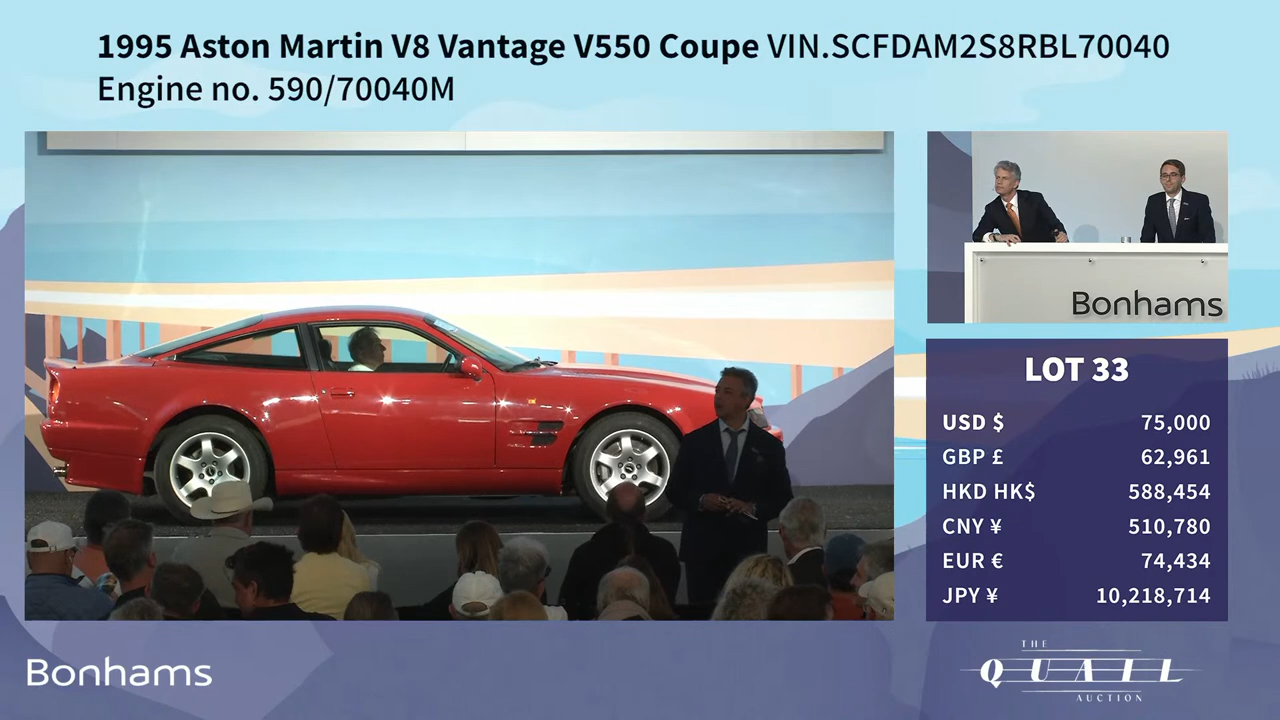 1995 Aston Martin V8 Vantage V550 Coupe VIN.SCFDAM2S8RBL70040
Engine no. 590/70040M
Bonhams
LOT 33
USD $ 75,000
GBP £ 62,961
HKD HK$ 588,454
CNY ¥ 510,780
EUR € 74,434
JPY ¥ 10,218,714
Bonhams
THE
QUAIL
AUCTION